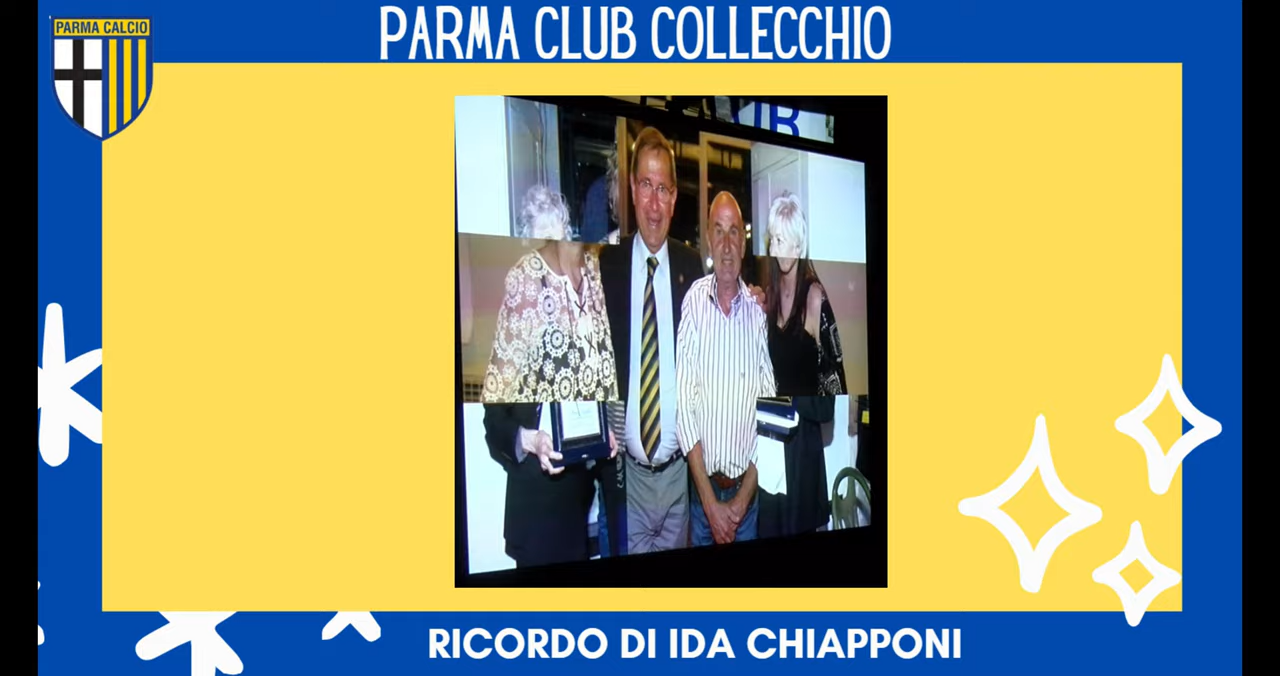 PARMA CLUB COLLECCHIO
PARMA CALCIO
RICORDO DI IDA CHIAPPONI